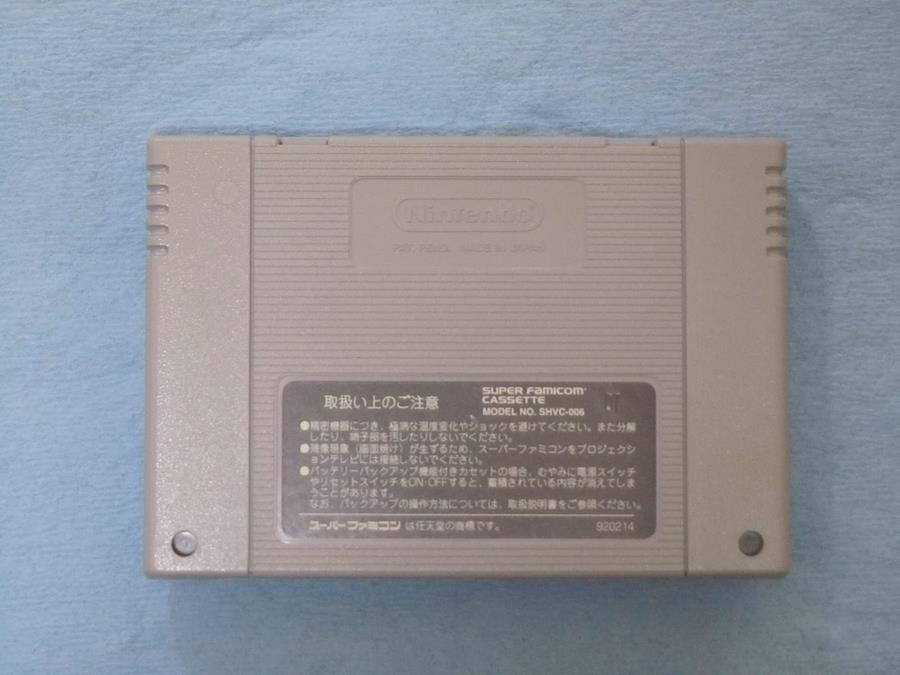 Nintendo
PAT. PEND. MADE IN JAPAN
取扱い上のご注意
SUPER FAMICOM
CASSETTE
MODEL NO. SHVC-006
●精密機器につき、極端な温度変化やショックを避けてください。また分解
したり、端子部を汚したりしないでください。
●残像現象（画面焼け）が生ずるため、スーパーファミコンをプロジェクシ
ョンテレビには接続しないでください。
●バッテリーバックアップ機能付きカセットの場合、むやみに電源スイッチ
やリセットスイッチをON・OFFすると、蓄積されている内容が消えてしま
うことがあります。
なお、バックアップの操作方法については、取扱説明書をご参照ください。
スーパーファミコン は任天堂の商標です。
920214